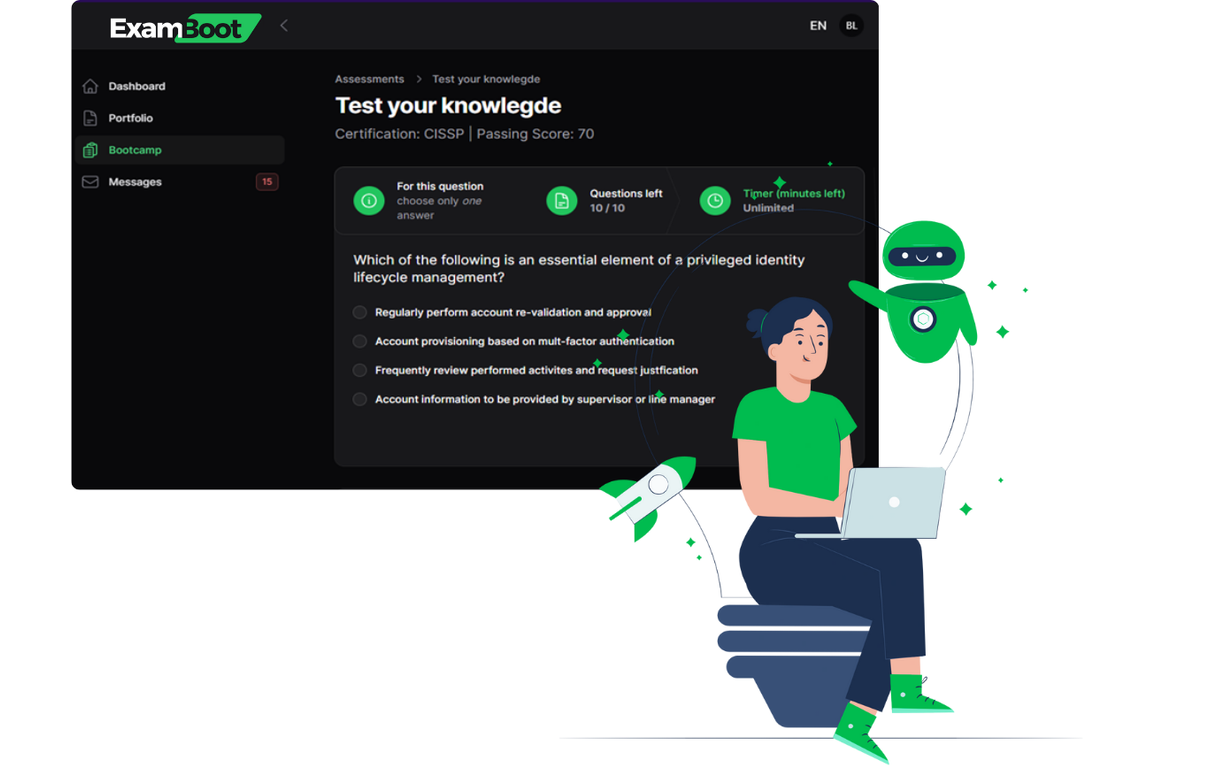 ExamBoot
EN
BL
Dashboard
Portfolio
Bootcamp
Messages
15
Assessments > Test your knowlegde
Test your knowlegde
Certification: CISSP | Passing Score: 70
For this question
choose only one
answer
Questions left
10 / 10
Timer (minutes left)
Unlimited
Which of the following is an essential element of a privileged identity
lifecycle management?
Regularly perform account re-validation and approval
Account provisioning based on mult-factor authentication
Frequently review performed activites and request justfication
Account information to be provided by supervisor or line manager